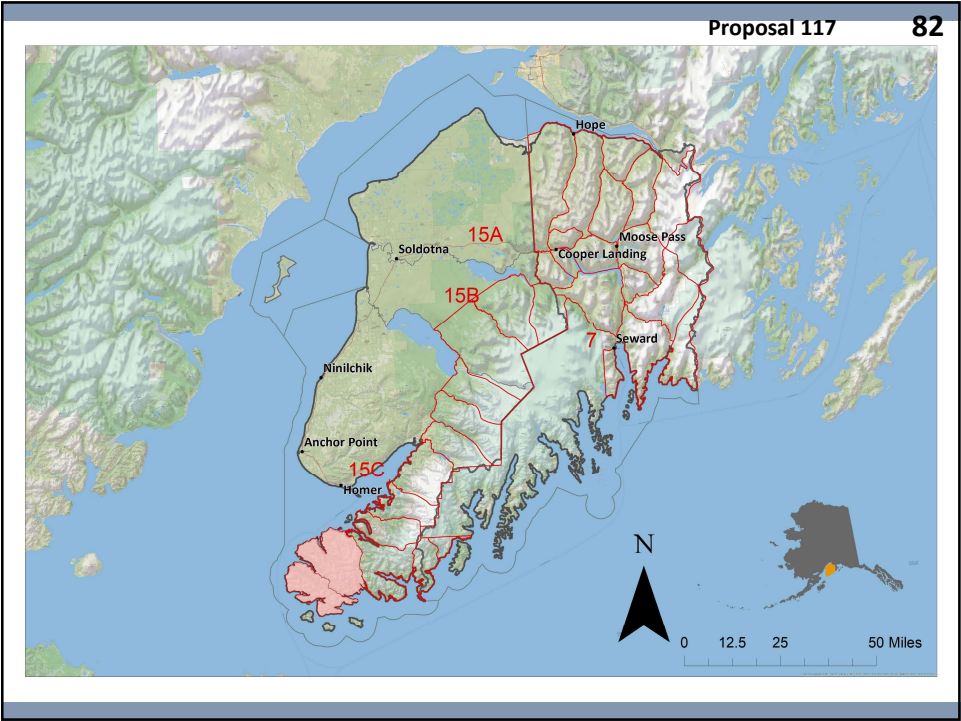 Proposal 117
82
Hope
15A
Moose Pass
Soldotna
Cooper Landing
15B
7
Seward
Ninilchik
Anchor Point
15C
Homer
N
0 12.5 25 50 Miles